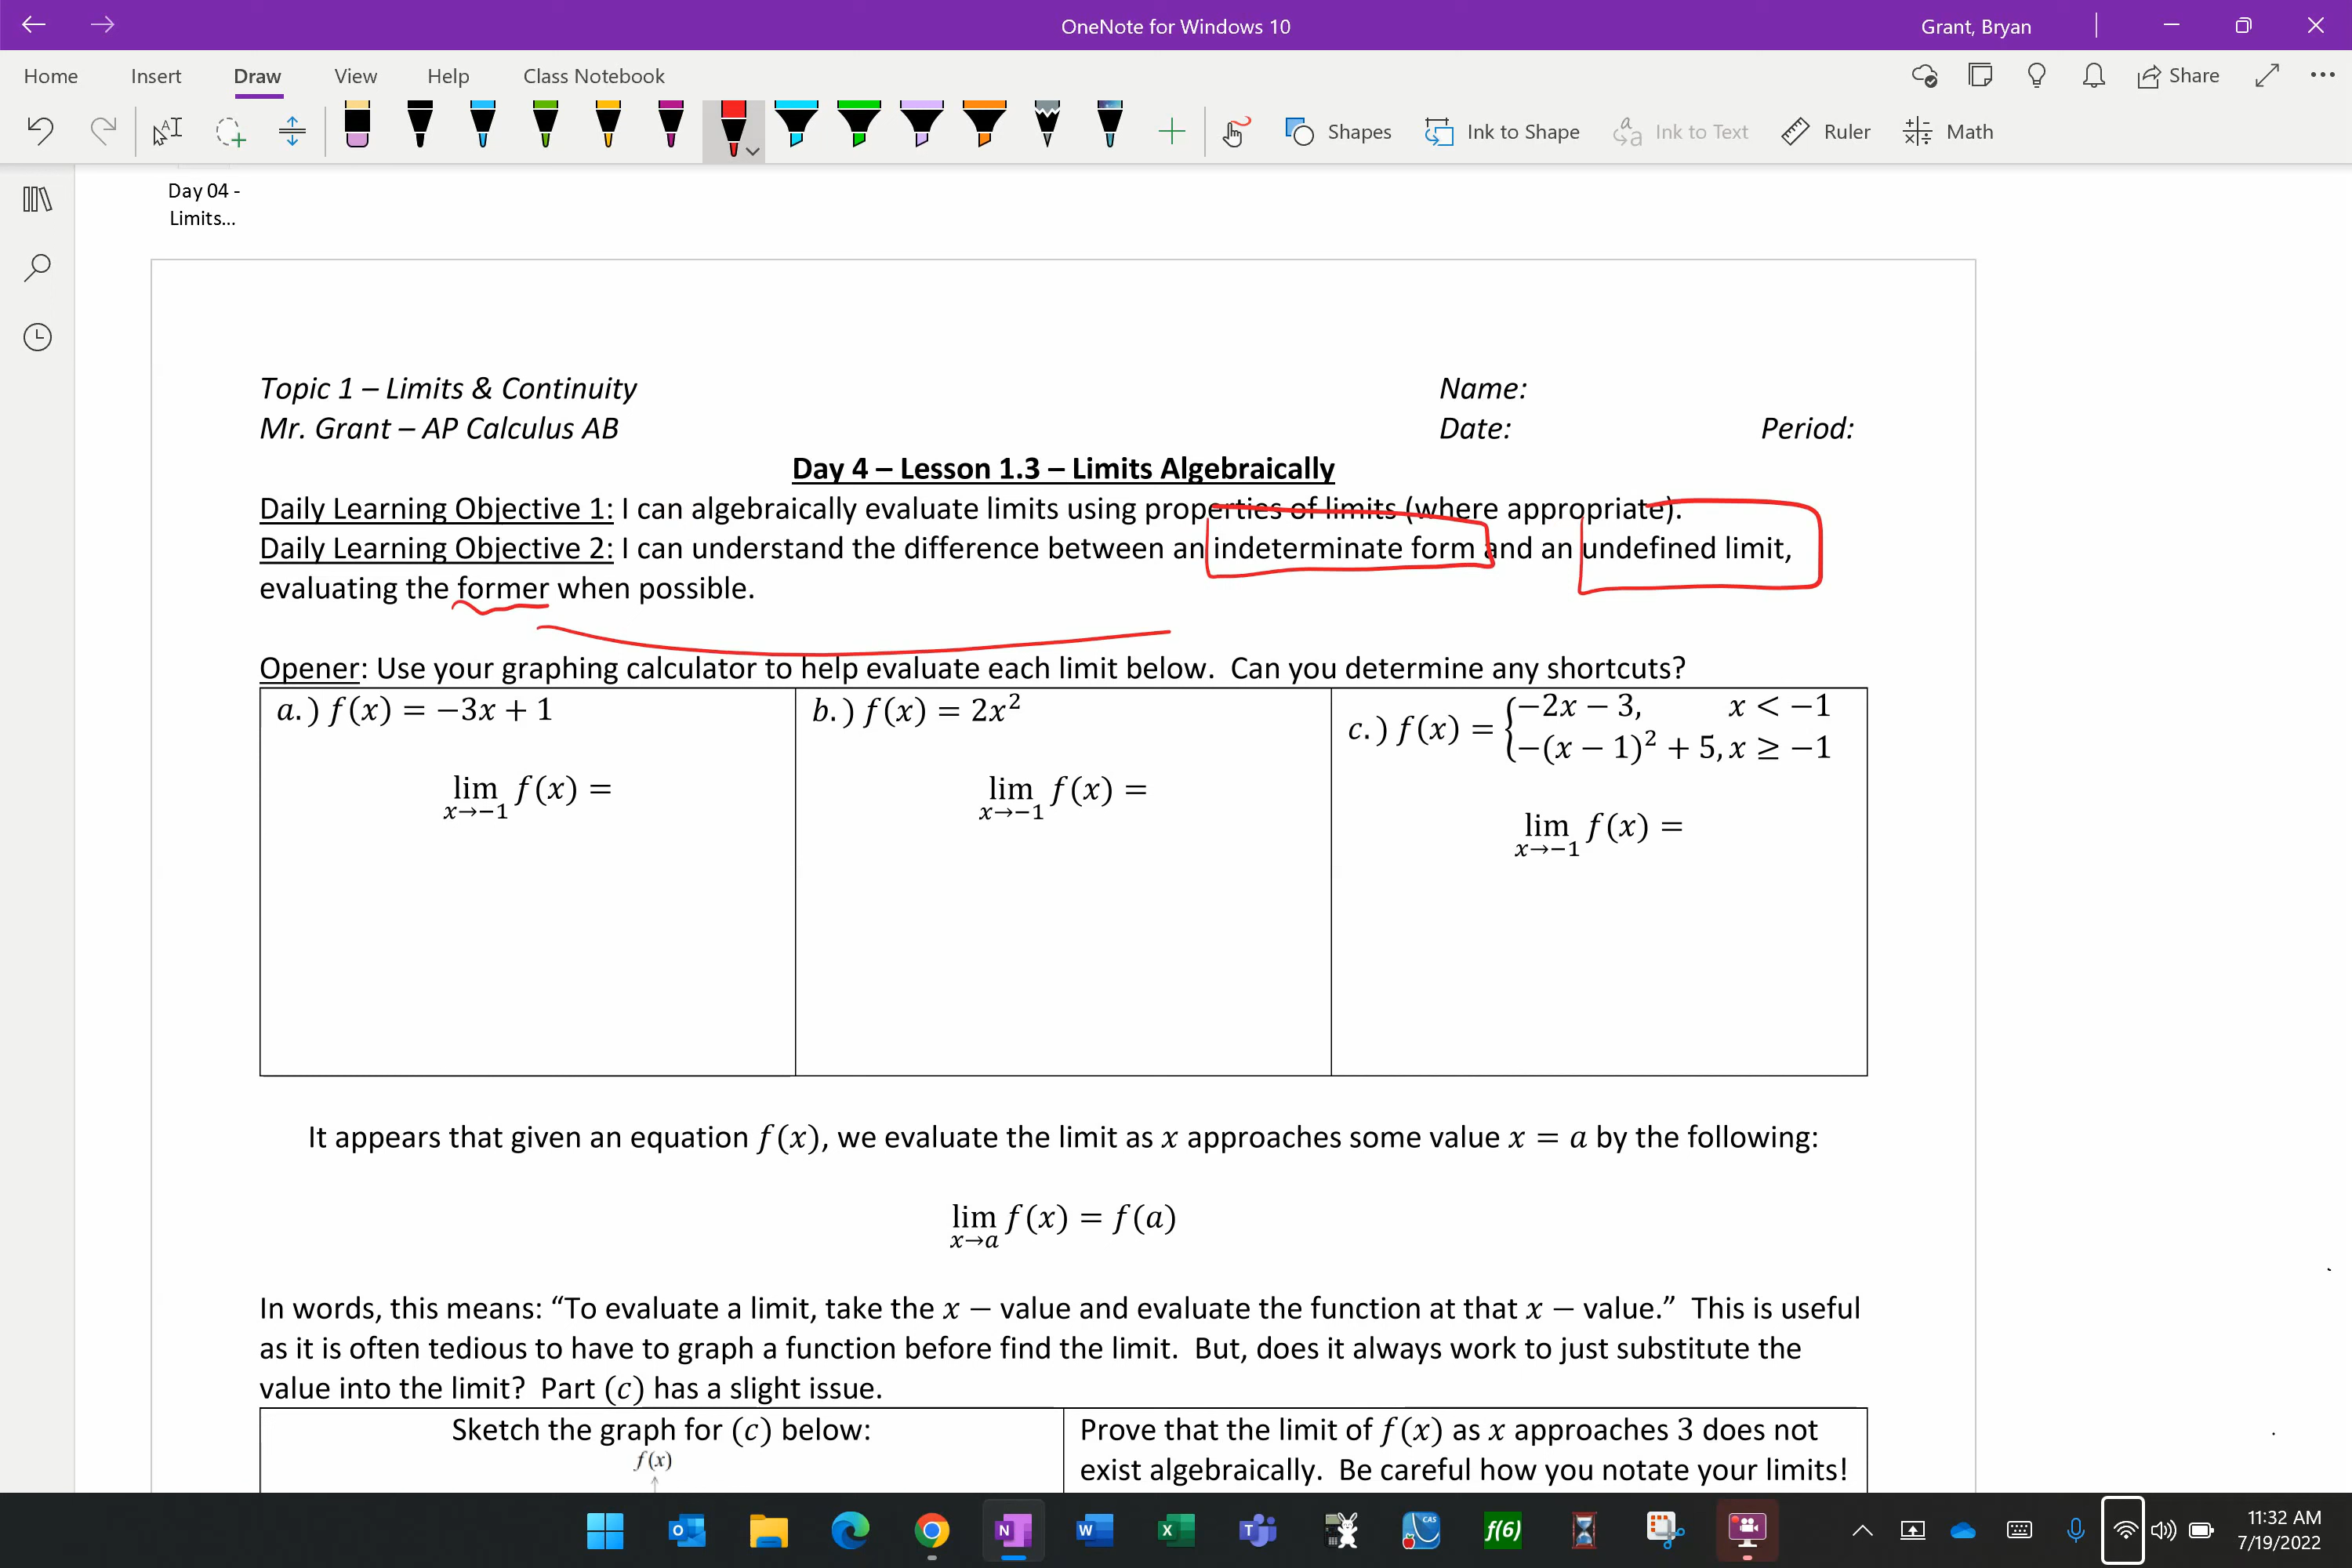 OneNote for Windows 10
Grant, Bryan
Home Insert Draw View Help Class Notebook
Share
Shapes Ink to Shape Ink to Text Ruler Math
Day 04 -
Limits...
Topic 1 – Limits & Continuity Name:
Mr. Grant – AP Calculus AB Date: Period:
Day 4 – Lesson 1.3 – Limits Algebraically
Daily Learning Objective 1: I can algebraically evaluate limits using properties of limits (where appropriate).
Daily Learning Objective 2: I can understand the difference between an indeterminate form and an undefined limit,
evaluating the former when possible.
Opener: Use your graphing calculator to help evaluate each limit below. Can you determine any shortcuts?
a.) f(x) = −3x + 1
lim x→−1 f(x) =
b.) f(x) = 2x²
lim x→−1 f(x) =
c.) f(x) = { −2x − 3, x < −1
−(x − 1)² + 5, x ≥ −1
lim x→−1 f(x) =
It appears that given an equation f(x), we evaluate the limit as x approaches some value x = a by the following:
lim x→a f(x) = f(a)
In words, this means: “To evaluate a limit, take the x − value and evaluate the function at that x − value.” This is useful
as it is often tedious to have to graph a function before find the limit. But, does it always work to just substitute the
value into the limit? Part (c) has a slight issue.
Sketch the graph for (c) below:
f(x)
Prove that the limit of f(x) as x approaches 3 does not
exist algebraically. Be careful how you notate your limits!
CAS
f(6)
11:32 AM
7/19/2022